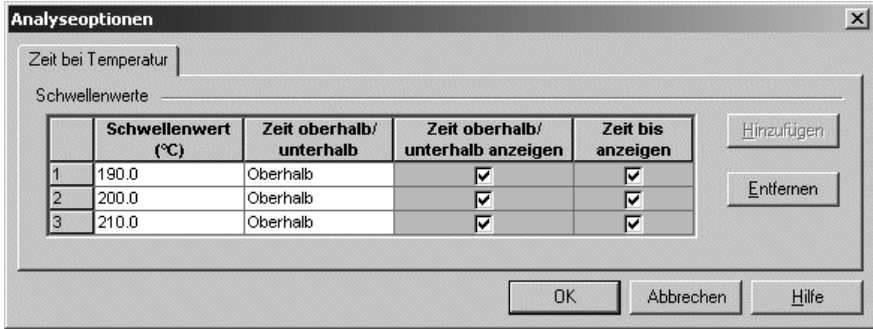 Analyseoptionen
Zeit bei Temperatur
Schwellenwerte
Schwellenwert (°C) Zeit oberhalb/ unterhalb Zeit oberhalb/ unterhalb anzeigen Zeit bis anzeigen
1 190.0 Oberhalb
2 200.0 Oberhalb
3 210.0 Oberhalb
Hinzufügen
Entfernen
OK Abbrechen Hilfe